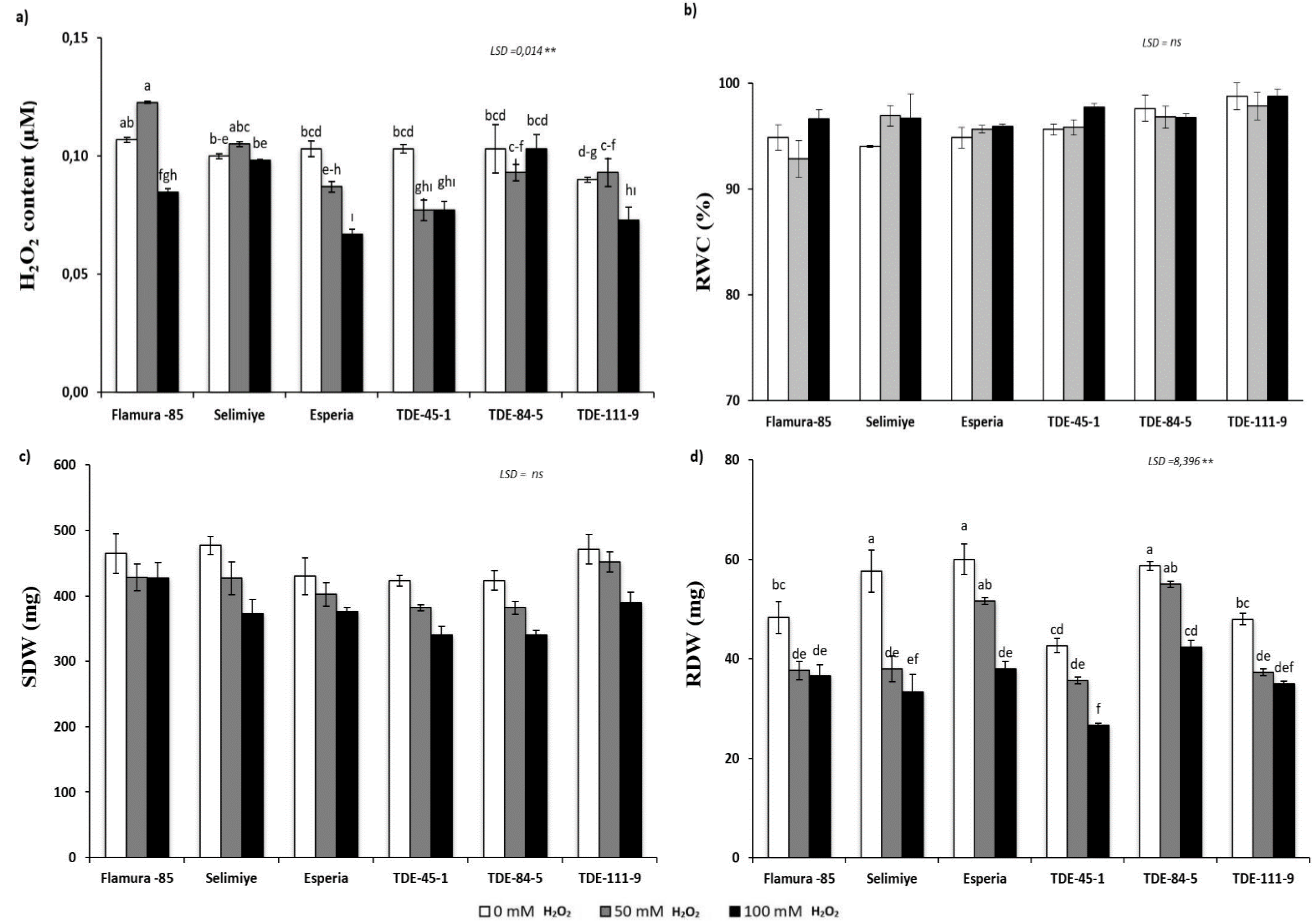 a)
LSD =0,014 **
H₂O₂ content (µM)
0,15
0,10
0,05
0,00
ab a fgh
b-e abc be
bcd e-h ı
bcd ghı ghı
bcd c-f bcd
d-g c-f hı
Flamura -85 Selimiye Esperia TDE-45-1 TDE-84-5 TDE-111-9
b)
LSD = ns
RWC (%)
100
90
80
70
Flamura-85 Selimiye Esperia TDE-45-1 TDE-84-5 TDE-111-9
c)
LSD = ns
SDW (mg)
600
500
400
300
200
100
0
Flamura -85 Selimiye Esperia TDE-45-1 TDE-84-5 TDE-111-9
d)
LSD =8,396 **
RDW (mg)
80
60
40
20
0
bc de de
a de ef
a ab de
cd de f
a ab cd
bc de def
Flamura -85 Selimiye Esperia TDE-45-1 TDE-84-5 TDE-111-9
0 mM H₂O₂ 50 mM H₂O₂ 100 mM H₂O₂